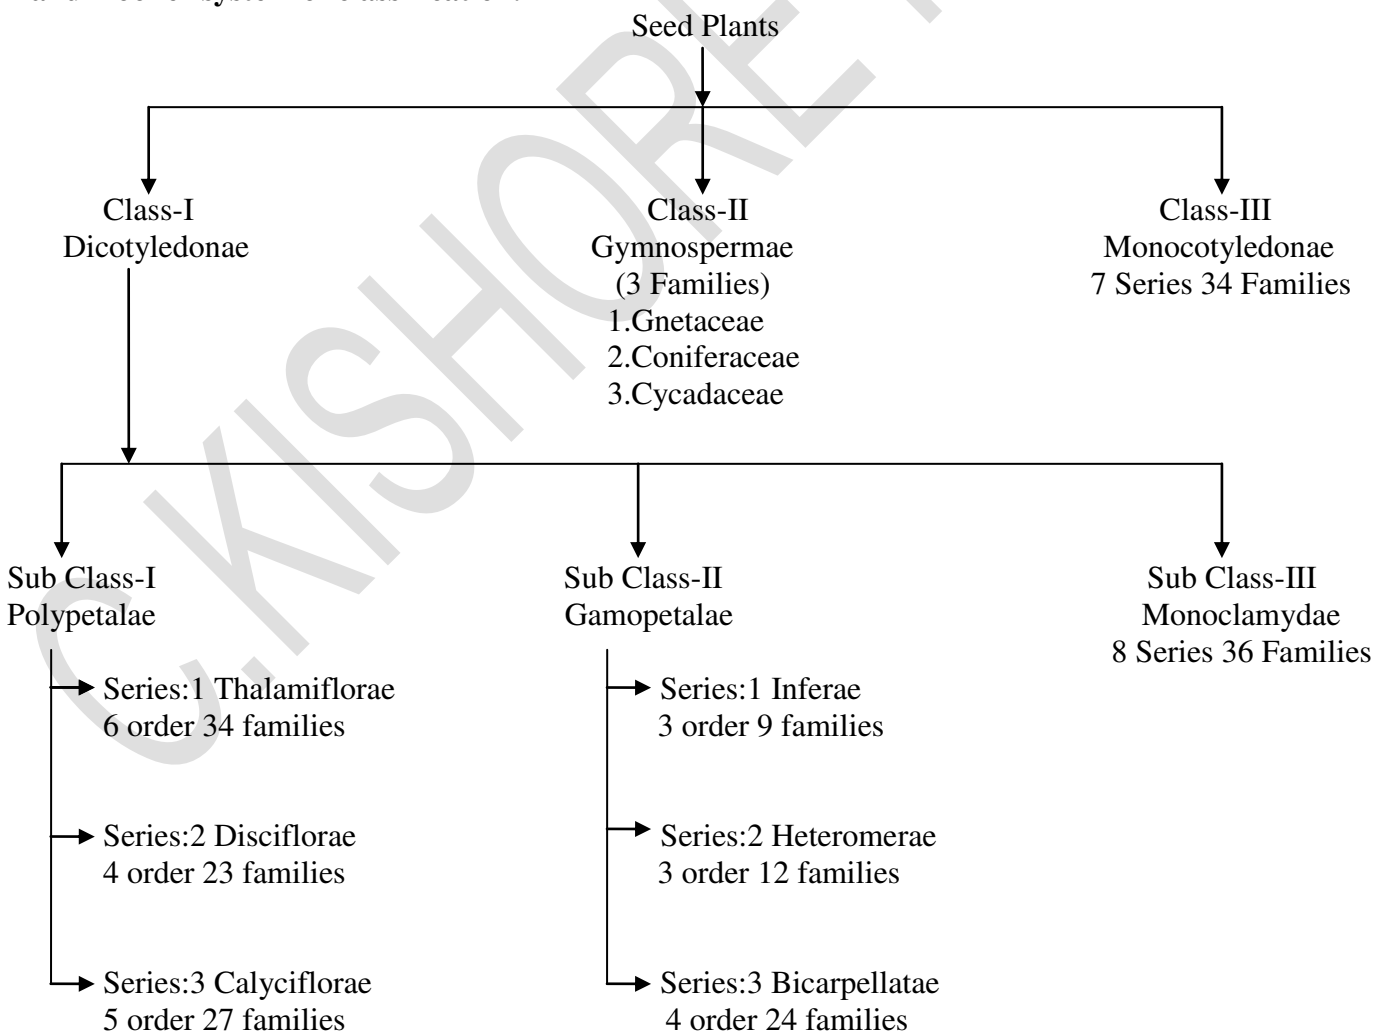 Seed Plants
Class-I
Dicotyledonae
Class-II
Gymnospermae
(3 Families)
1.Gnetaceae
2.Coniferaceae
3.Cycadaceae
Class-III
Monocotyledonae
7 Series 34 Families
Sub Class-I
Polypetalae
Series:1 Thalamiflorae
6 order 34 families
Series:2 Disciflorae
4 order 23 families
Series:3 Calyciflorae
5 order 27 families
Sub Class-II
Gamopetalae
Series:1 Inferae
3 order 9 families
Series:2 Heteromerae
3 order 12 families
Series:3 Bicarpellatae
4 order 24 families
Sub Class-III
Monoclamydae
8 Series 36 Families
C.KISHORE